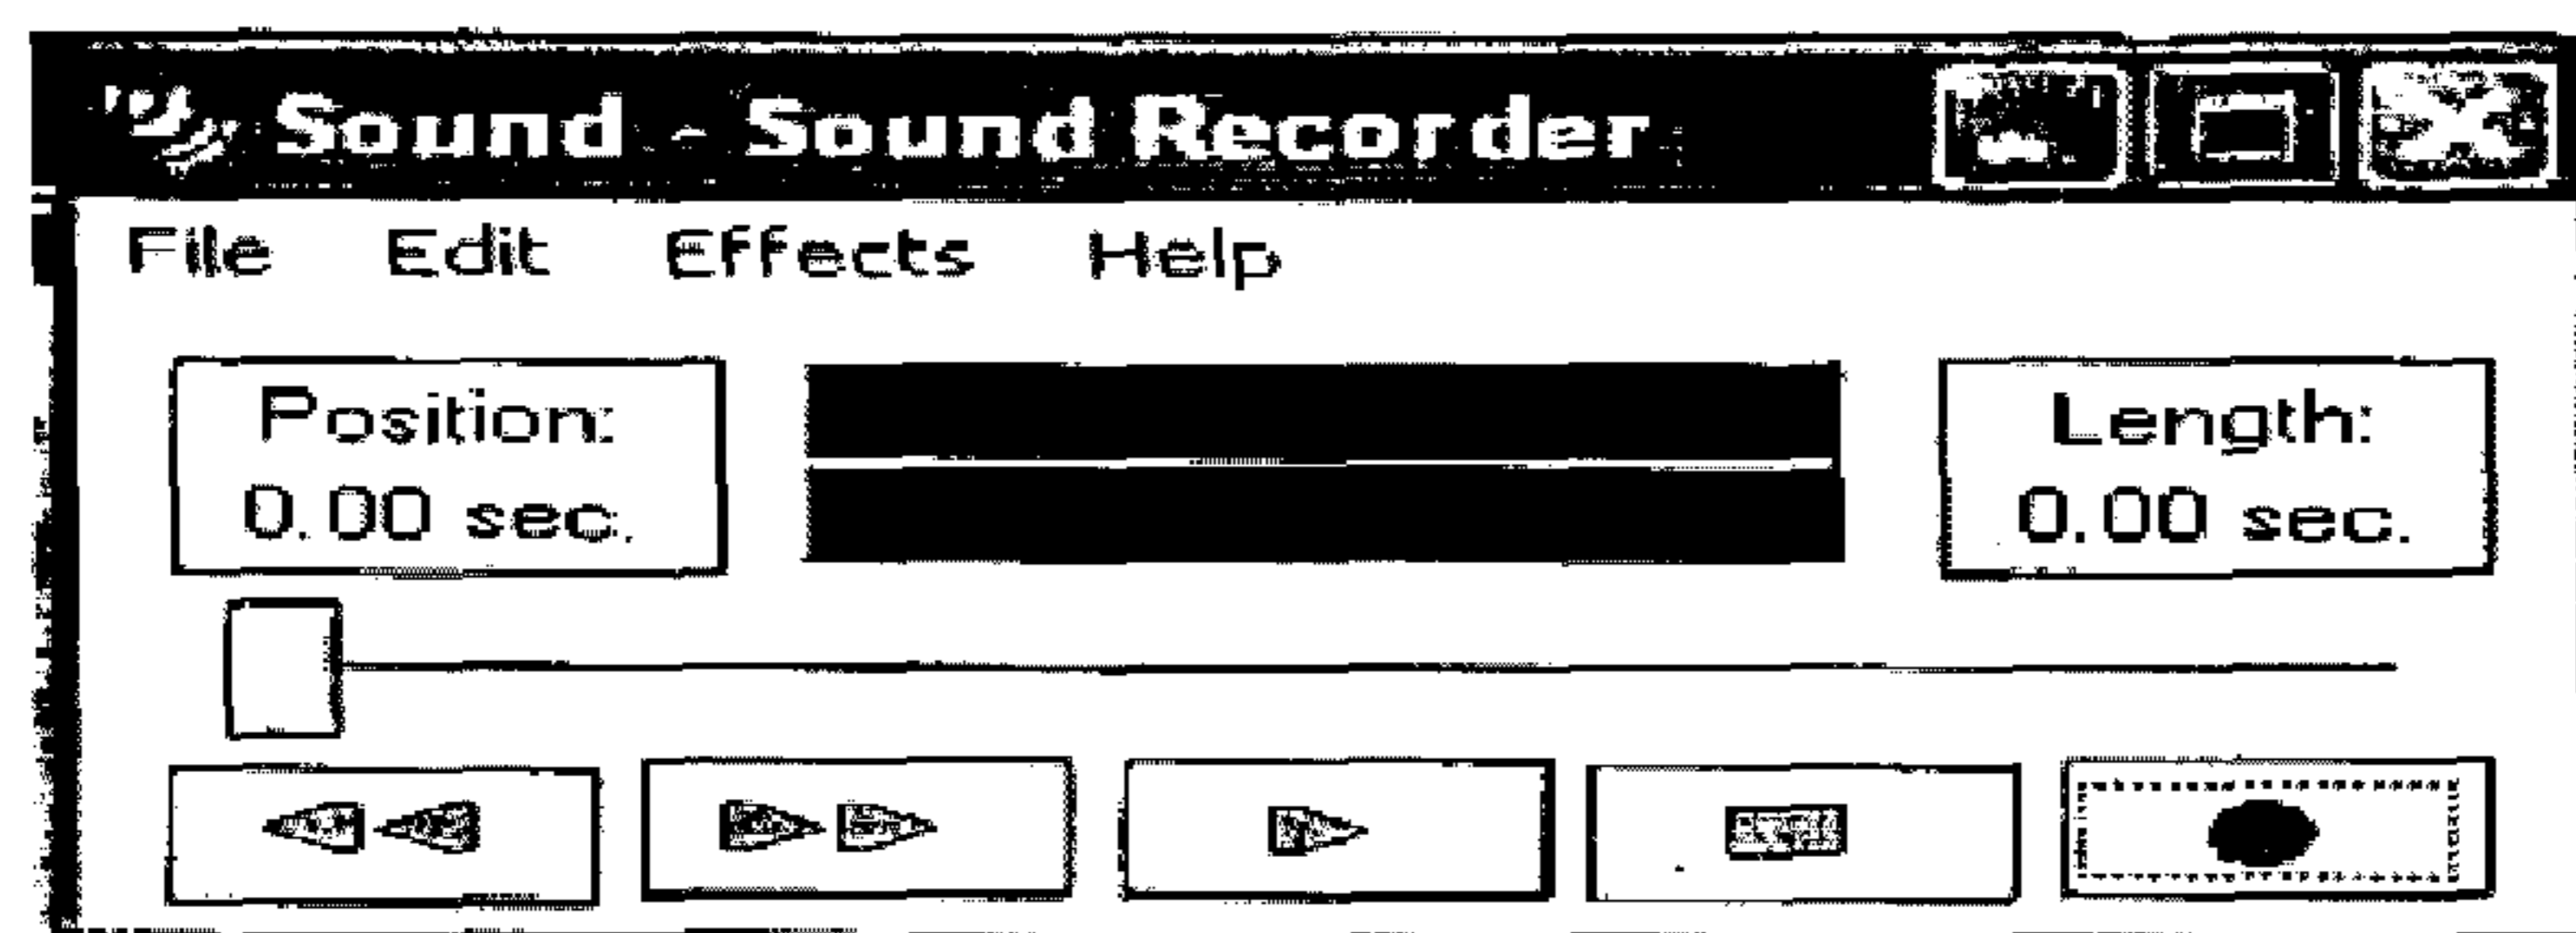 Sound - Sound Recorder
File Edit Effects Help
Position:
0.00 sec.
Length:
0.00 sec.